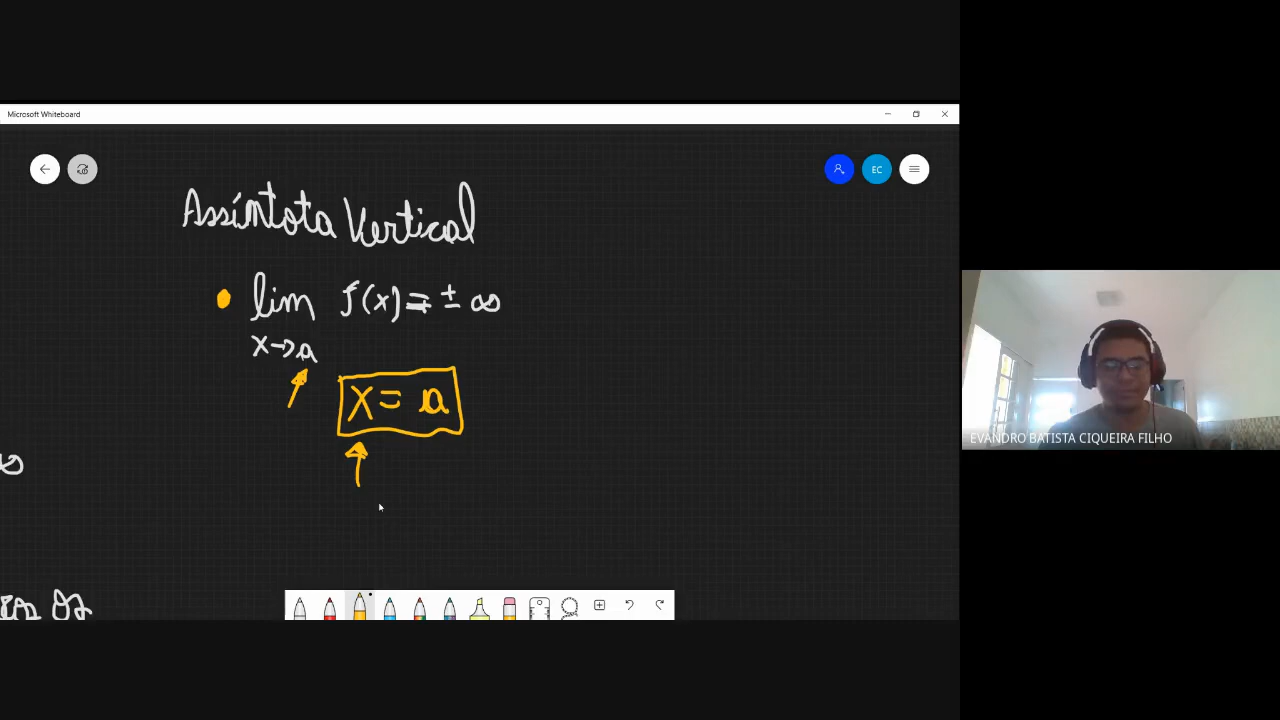 Microsoft Whiteboard
EC
Assíntota Vertical
lim f(x) = ± ∞
x→a
x = a
EVANDRO BATISTA CIQUEIRA FILHO